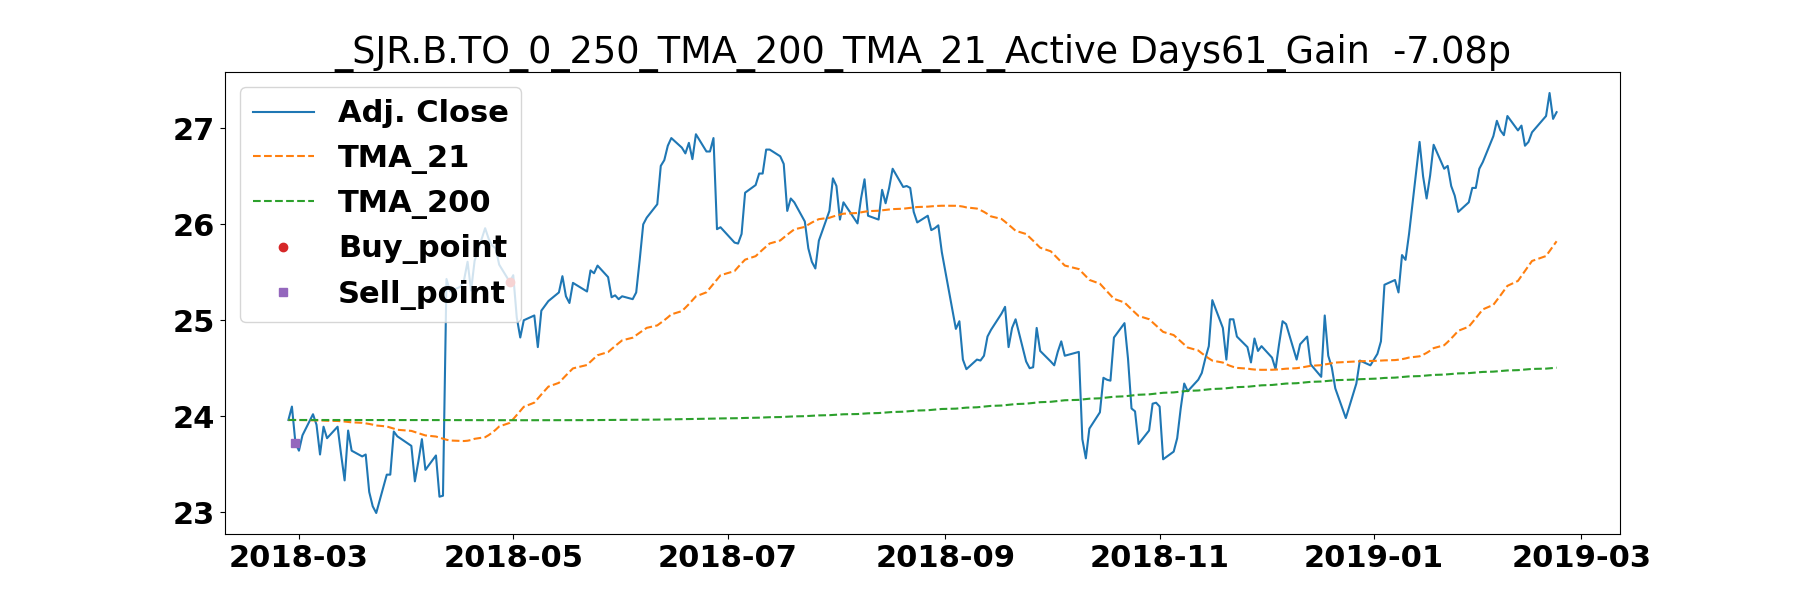 _SJR.B.TO_0_250_TMA_200_TMA_21_Active Days61_Gain  -7.08p
Adj. Close
TMA_21
TMA_200
Buy_point
Sell_point
27
26
25
24
23
2018-03 2018-05 2018-07 2018-09 2018-11 2019-01 2019-03